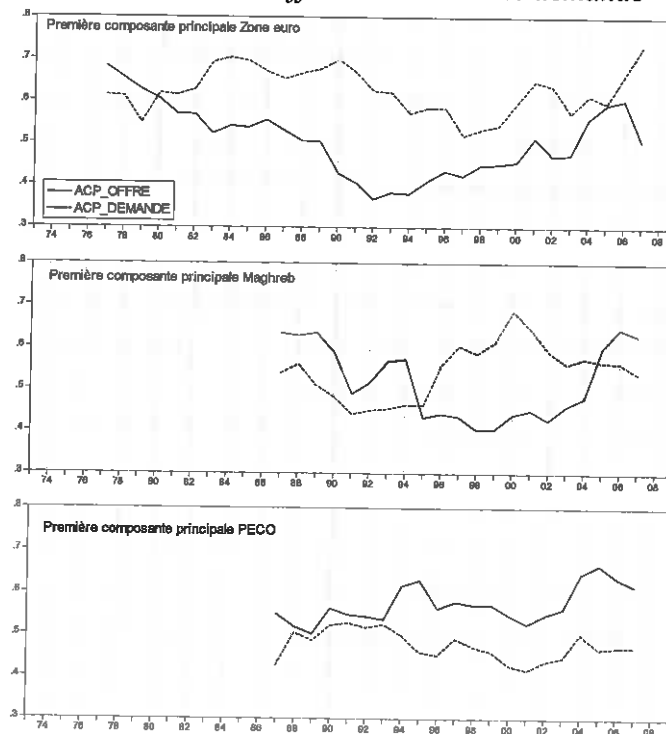 Première composante principale Zone euro
.8
.7
.6
.5
.4
.3
ACP_OFFRE
ACP_DEMANDE
74 76 78 80 82 84 86 88 90 92 94 96 98 00 02 04 06 08
Première composante principale Maghreb
.8
.7
.6
.5
.4
.3
74 76 78 80 82 84 86 88 90 92 94 96 98 00 02 04 06 08
Première composante principale PECO
.8
.7
.6
.5
.4
.3
74 76 78 80 82 84 86 88 90 92 94 96 98 00 02 04 06 08